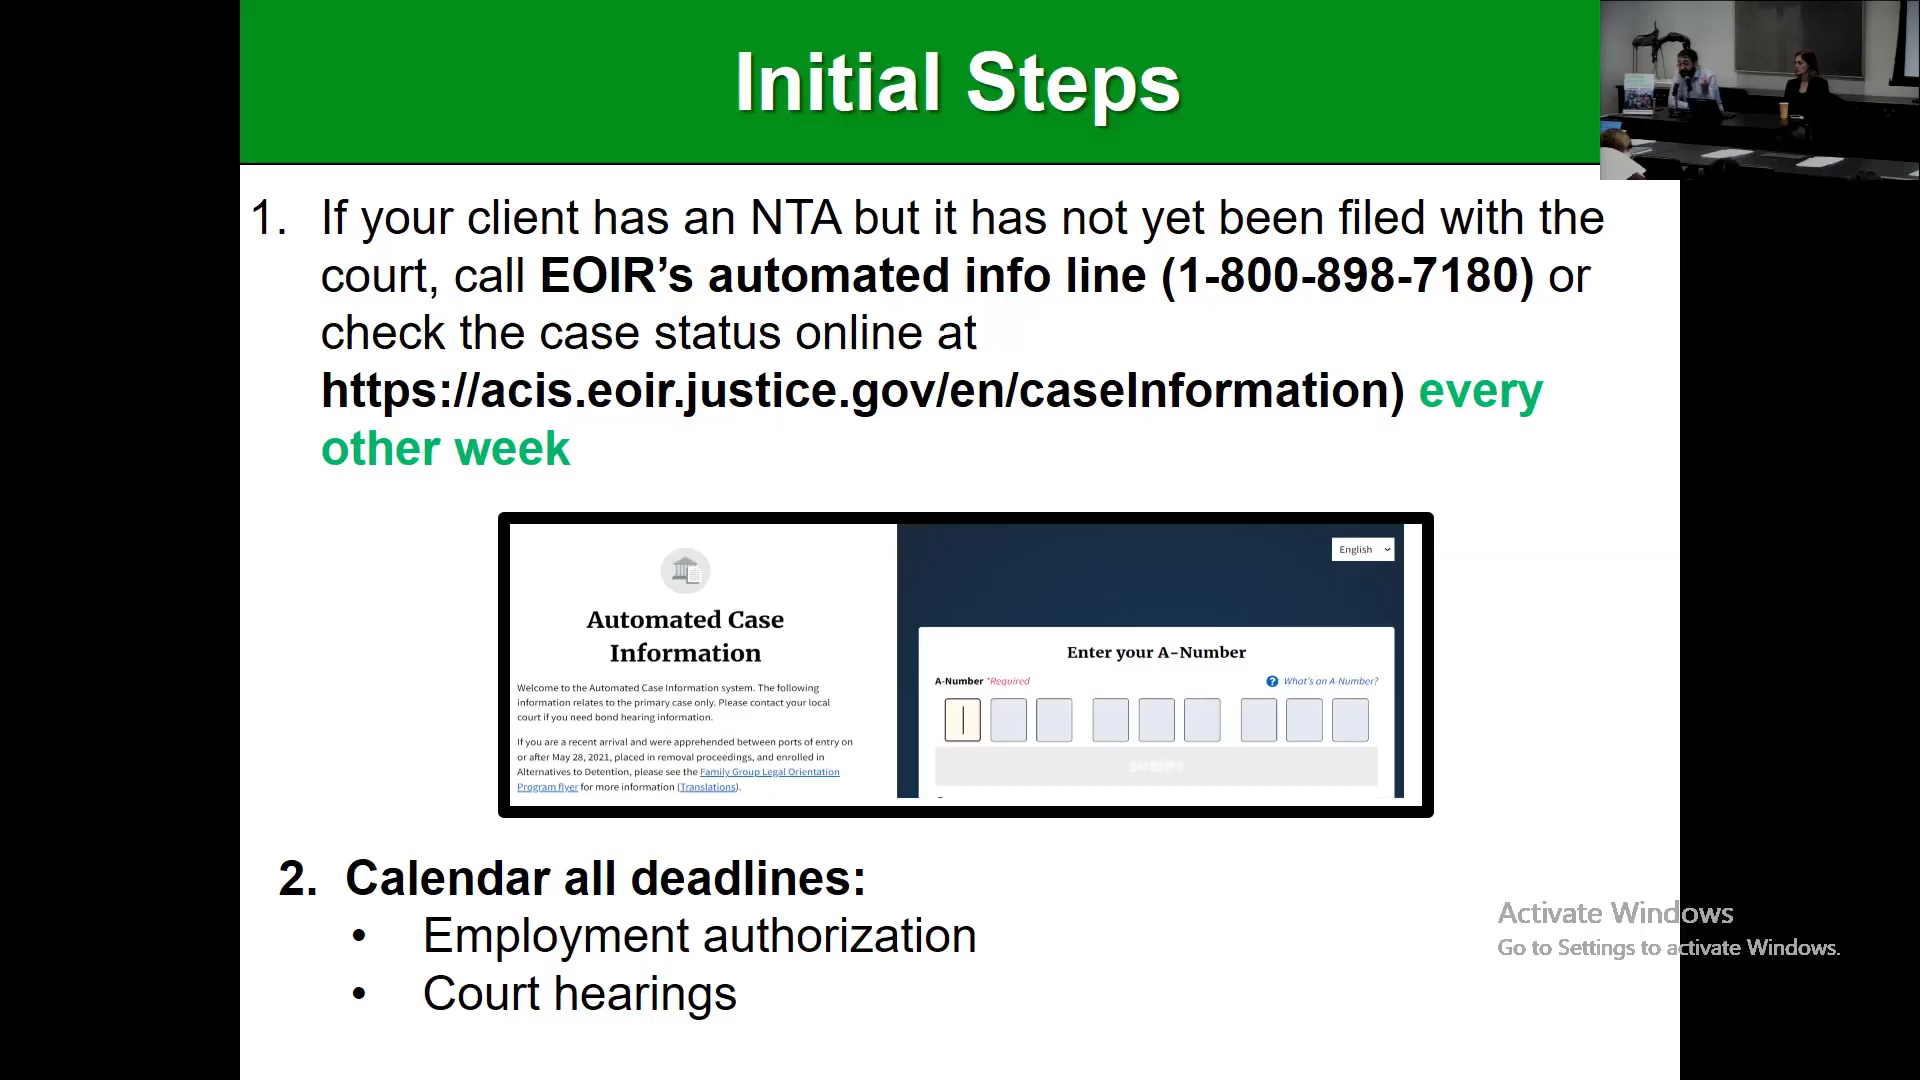 Initial Steps
1. If your client has an NTA but it has not yet been filed with the
court, call EOIR’s automated info line (1-800-898-7180) or
check the case status online at
https://acis.eoir.justice.gov/en/caseInformation) every
other week
English
Automated Case
Information
Welcome to the Automated Case Information system. The following
information relates to the primary case only. Please contact your local
court if you need bond hearing information.
If you are a recent arrival and were apprehended between ports of entry on
or after May 28, 2021, placed in removal proceedings, and enrolled in
Alternatives to Detention, please see the Family Group Legal Orientation
Program flyer for more information (Translations).
Enter your A-Number
A-Number *Required
? What's an A-Number?
SUBMIT
2. Calendar all deadlines:
• Employment authorization
• Court hearings
Activate Windows
Go to Settings to activate Windows.